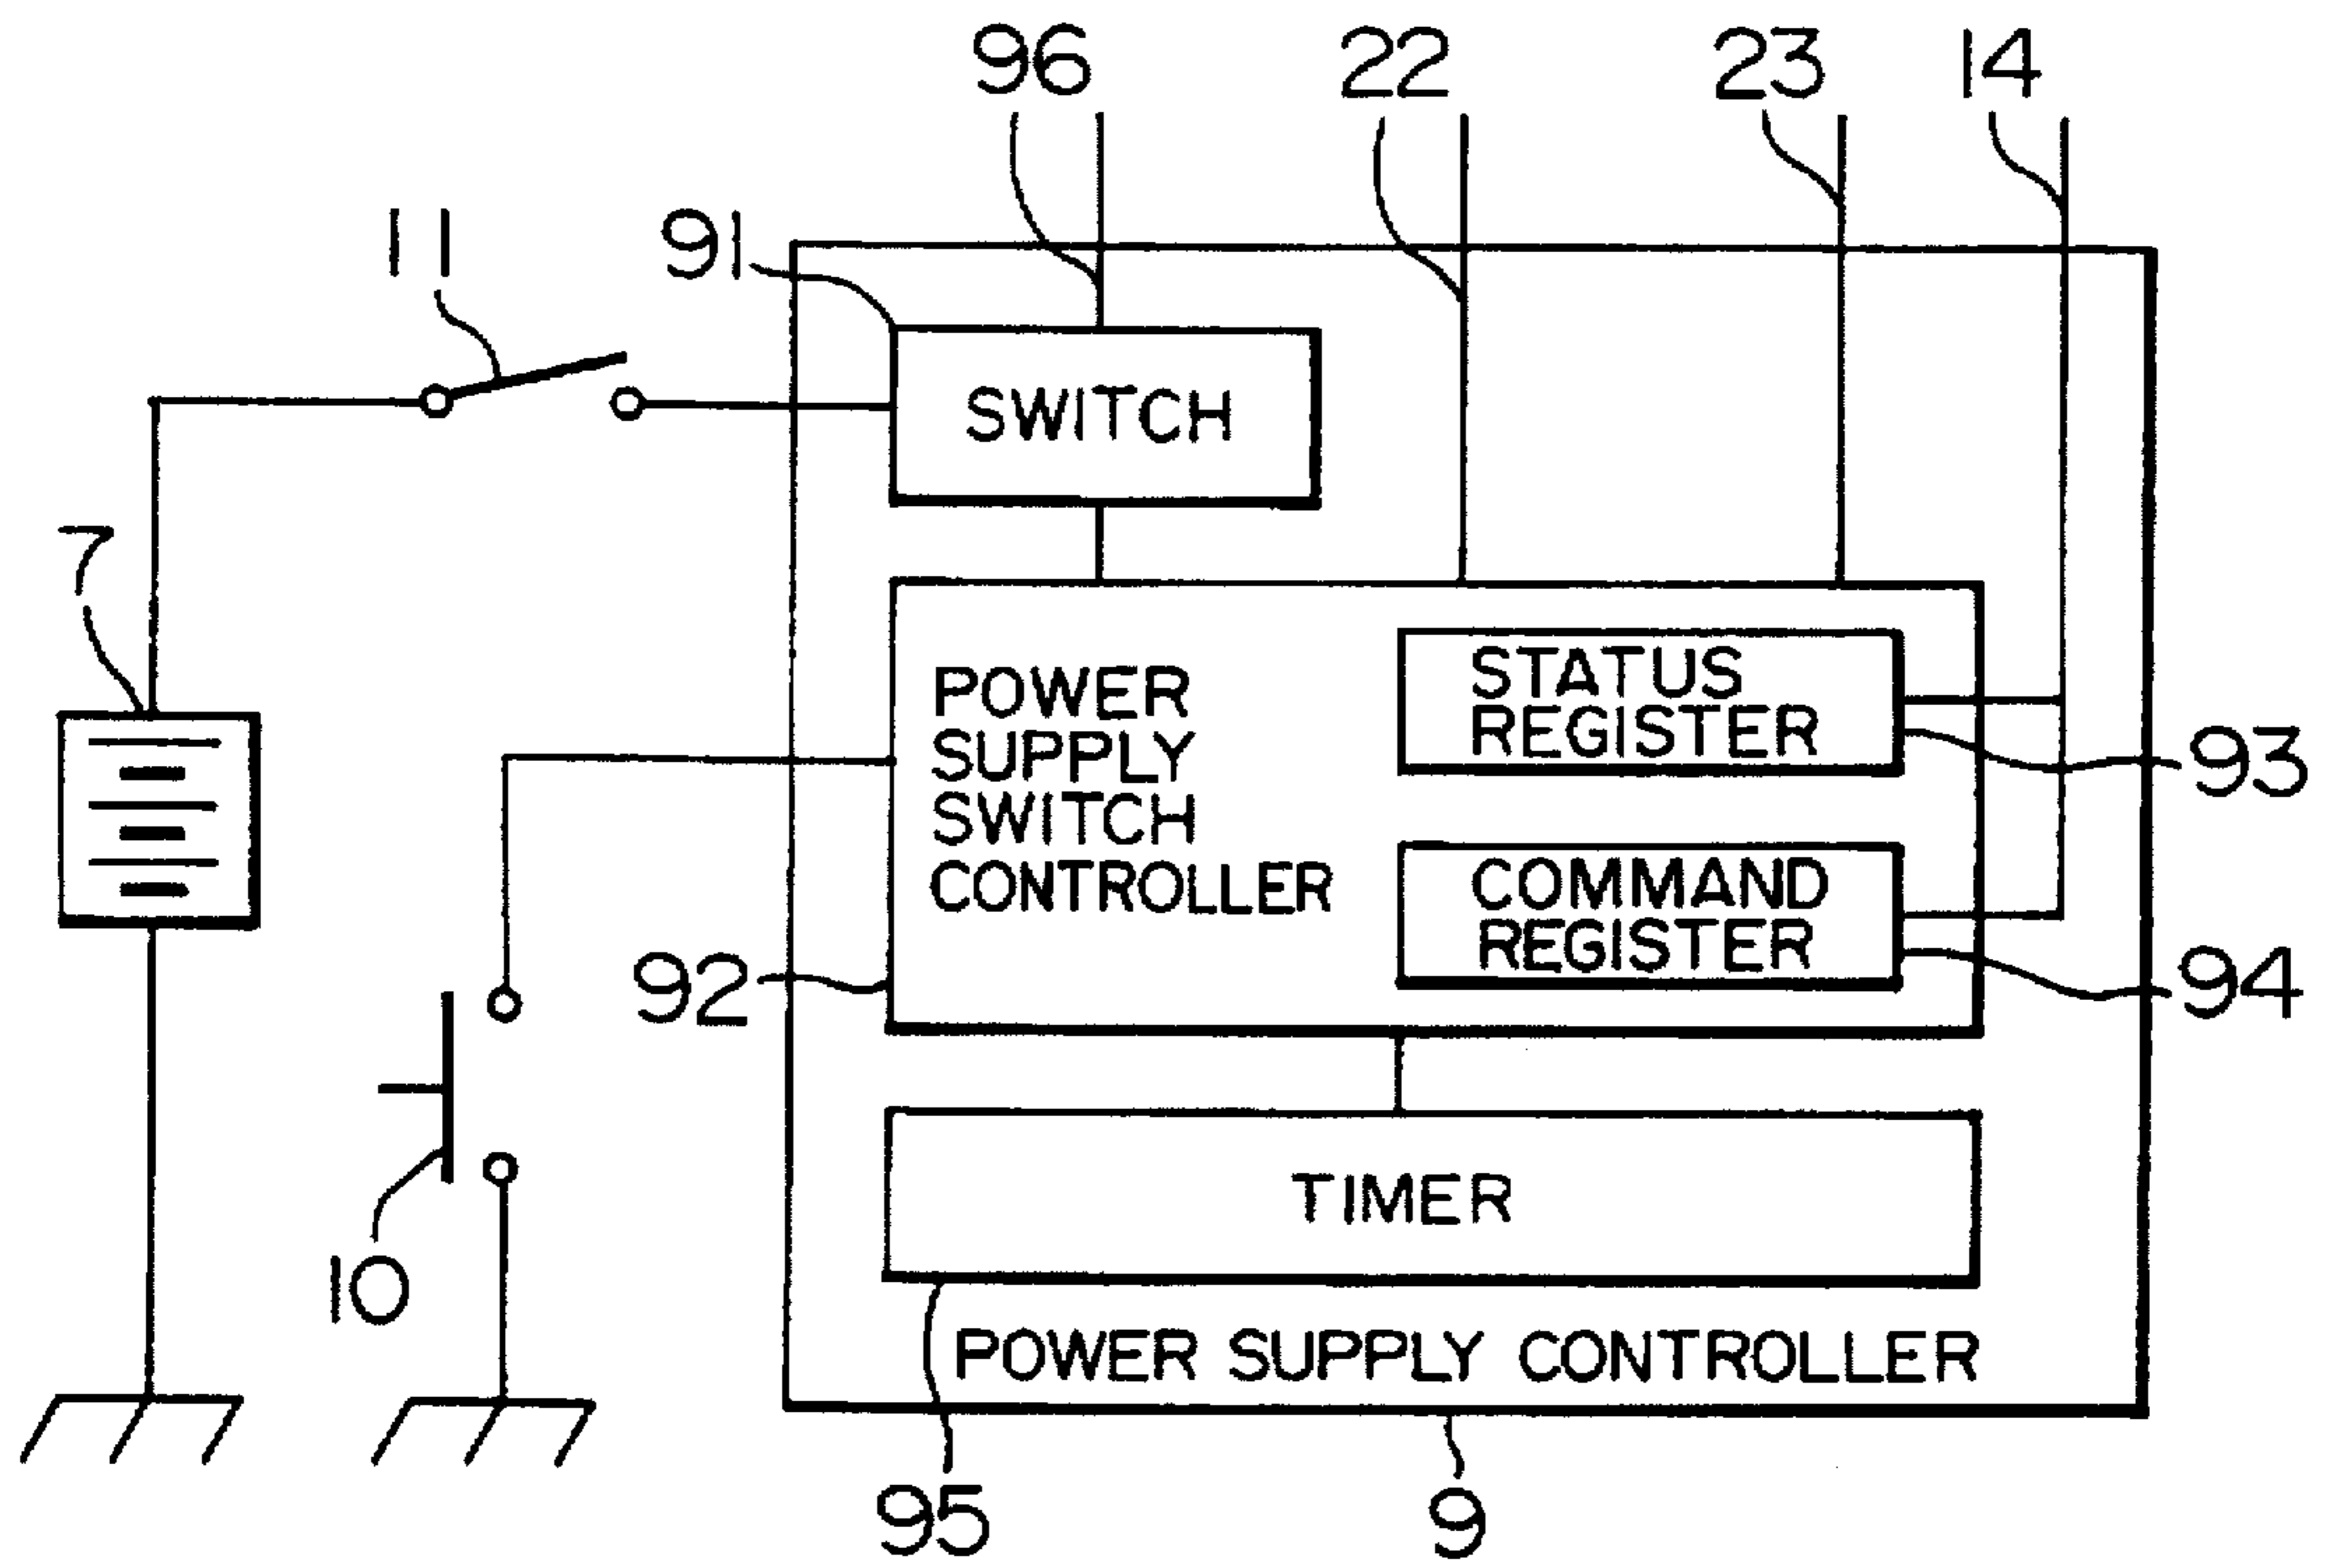 96
22
23
14
11
91
SWITCH
7
POWER
SUPPLY
SWITCH
CONTROLLER
STATUS
REGISTER
93
COMMAND
REGISTER
94
92
TIMER
10
POWER SUPPLY CONTROLLER
95
9